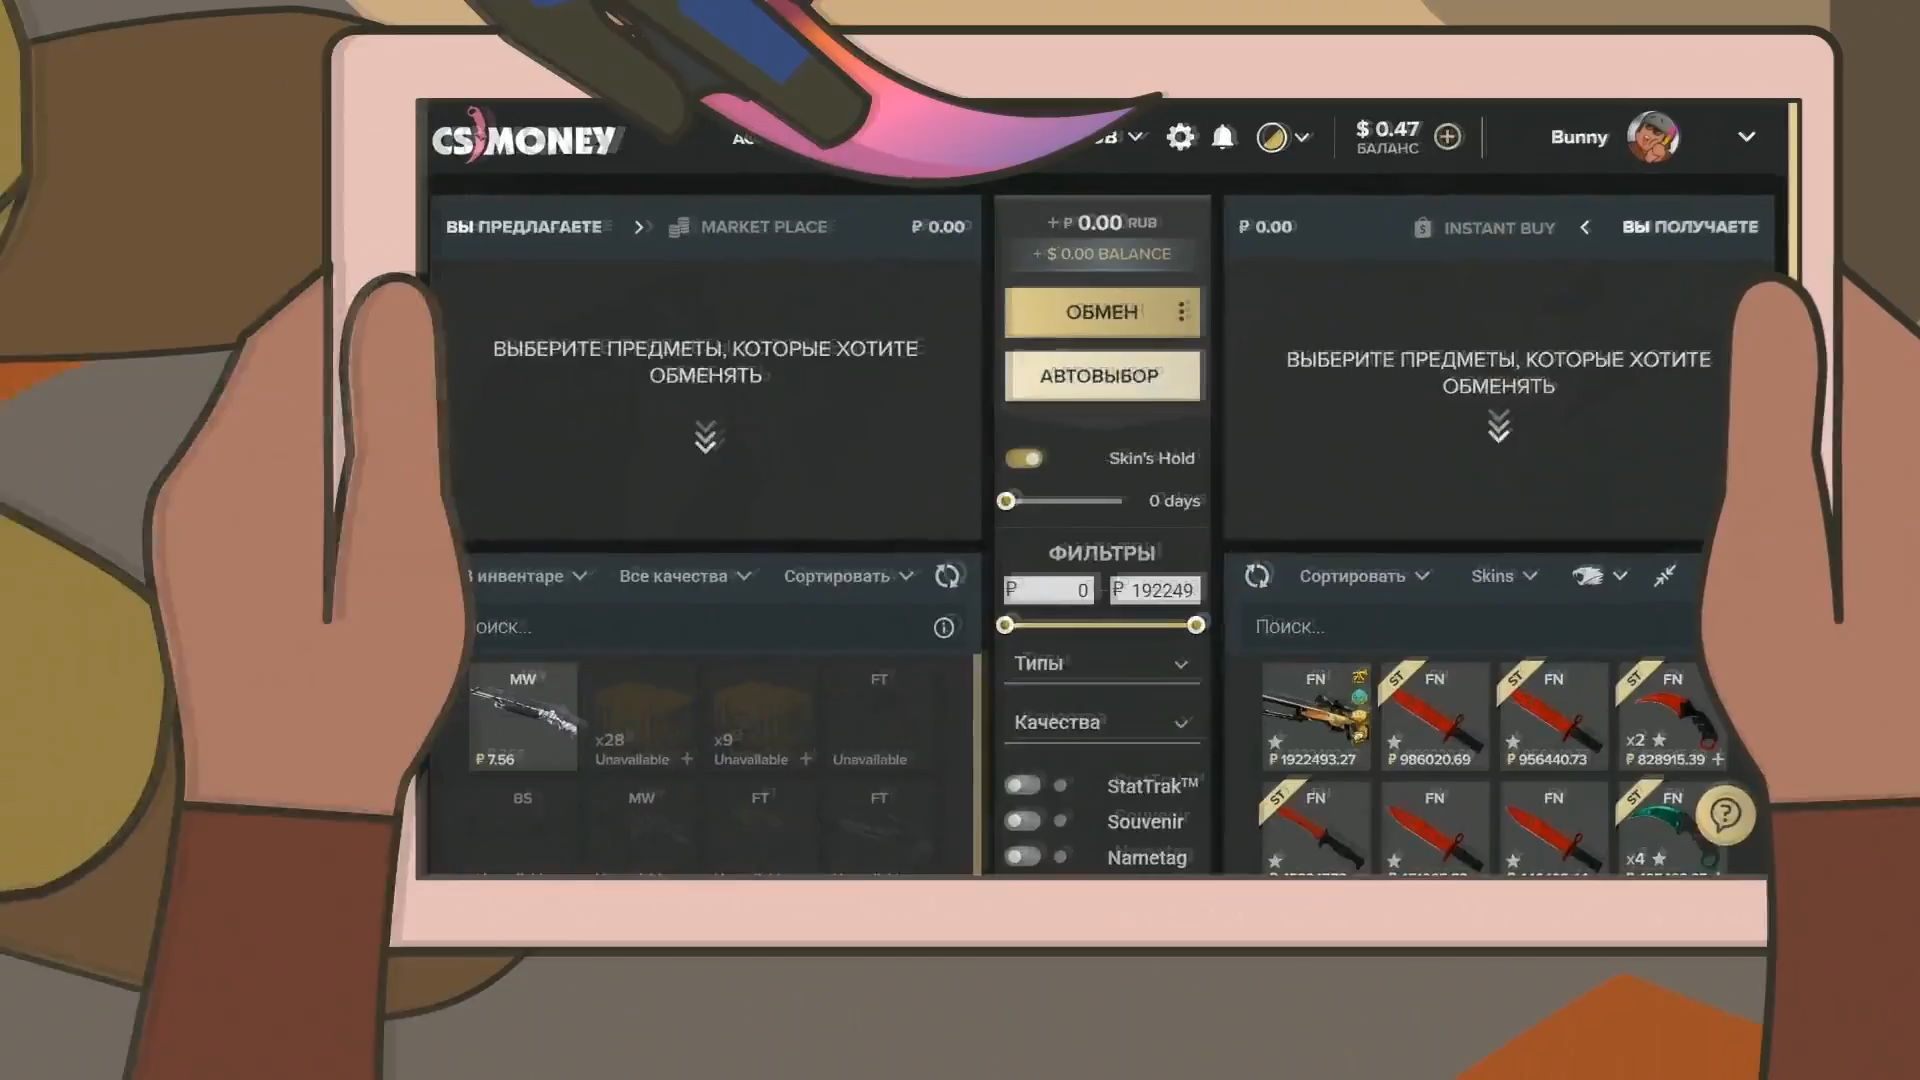 CS MONEY
$ 0.47
БАЛАНС
Bunny
ВЫ ПРЕДЛАГАЕТЕ
MARKET PLACE
₽ 0.00
+ ₽ 0.00 RUB
+ $ 0.00 BALANCE
₽ 0.00
INSTANT BUY
ВЫ ПОЛУЧАЕТЕ
ОБМЕН
АВТОВЫБОР
ВЫБЕРИТЕ ПРЕДМЕТЫ, КОТОРЫЕ ХОТИТЕ
ОБМЕНЯТЬ
ВЫБЕРИТЕ ПРЕДМЕТЫ, КОТОРЫЕ ХОТИТЕ
ОБМЕНЯТЬ
Skin's Hold
0 days
ФИЛЬТРЫ
₽ 0
₽ 192249
инвентаре
Все качества
Сортировать
Сортировать
Skins
оиск...
Поиск...
Типы
Качества
StatTrak™
Souvenir
Nametag
MW
FT
₽ 7.56
x28
Unavailable +
x9
Unavailable +
Unavailable
BS
MW
FT
FT
FN
ST FN
ST FN
ST FN
₽ 1922493.27
₽ 986020.69
₽ 956440.73
x2
₽ 828915.39 +
ST FN
FN
FN
ST FN
x4